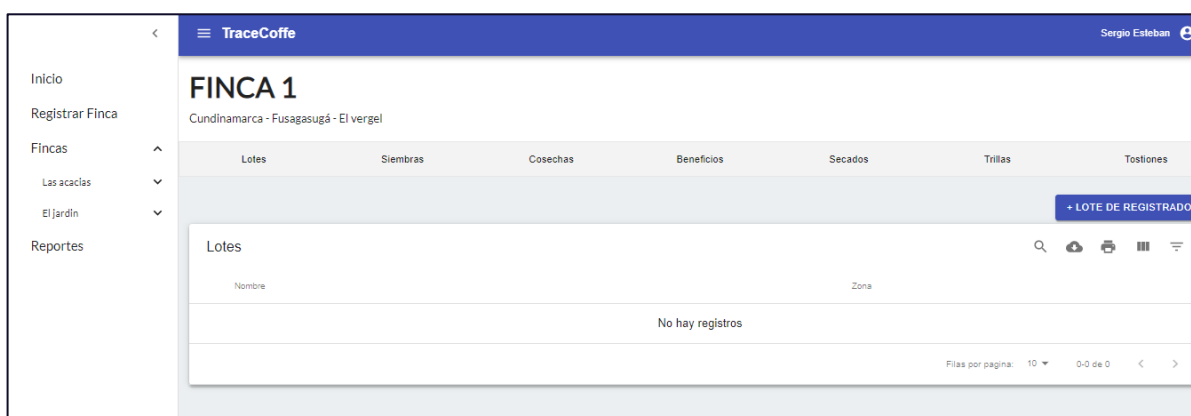 TraceCoffe
Sergio Esteban
Inicio
Registrar Finca
Fincas
Las acacias
El jardin
Reportes
FINCA 1
Cundinamarca - Fusagasugá - El vergel
Lotes Siembras Cosechas Beneficios Secados Trillas Tostiones
+ LOTE DE REGISTRADO
Lotes
Nombre Zona
No hay registros
Filas por pagina: 10 0-0 de 0